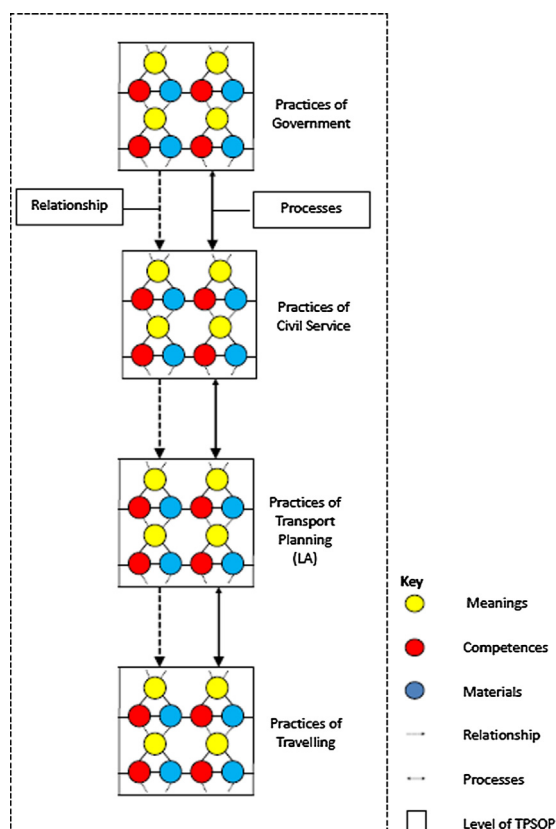 Practices of
Government
Relationship
Processes
Practices of
Civil Service
Practices of
Transport
Planning
(LA)
Practices of
Travelling
Key
Meanings
Competences
Materials
Relationship
Processes
Level of TPSOP